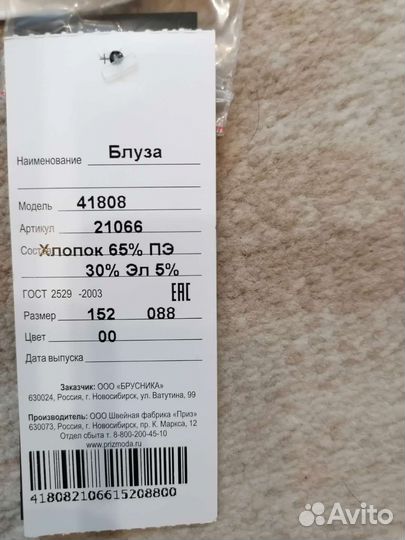 Наименование Блуза
Модель 41808
Артикул 21066
Состав Хлопок 65% ПЭ
30% Эл 5%
ГОСТ 2529 -2003 ЕАС
Размер 152 088
Цвет 00
Дата выпуска
Заказчик: ООО «БРУСНИКА»
630024, Россия, г. Новосибирск, ул. Ватутина, 99
Производитель: ООО Швейная фабрика «Приз»
630073, Россия, г. Новосибирск, пр. К. Маркса, 12
Отдел сбыта т. 8-800-200-45-10
www.prizmoda.ru
418082106615208800
Avito